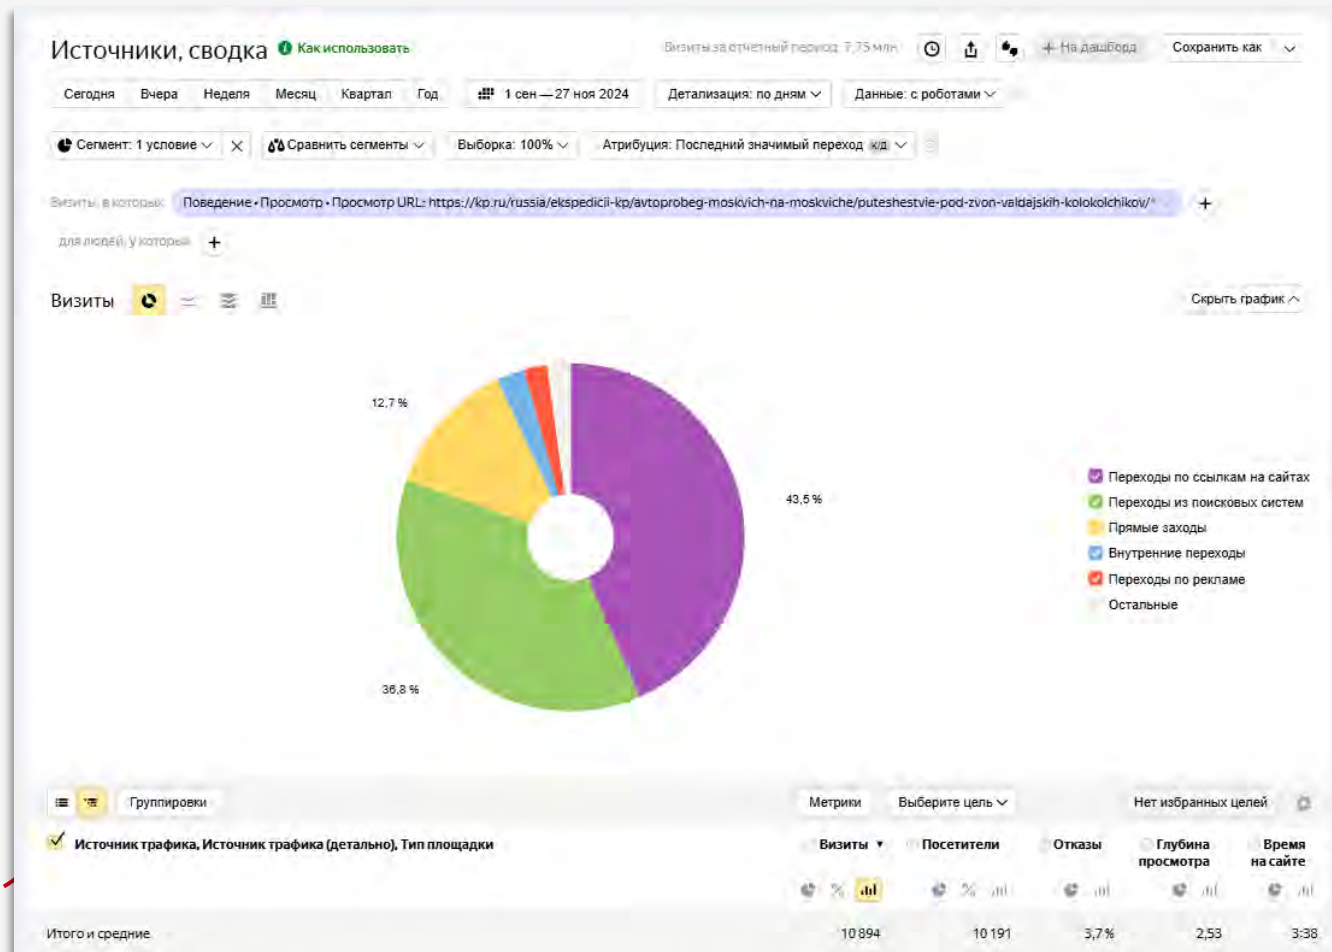 Источники, сводка Как использовать Визиты за отчетный период: 7,75 млн + На дашборд Сохранить как
Сегодня Вчера Неделя Месяц Квартал Год 1 сен — 27 ноя 2024 Детализация: по дням Данные: с роботами
Сегмент: 1 условие Сравнить сегменты Выборка: 100% Атрибуция: Последний значимый переход к/д
Визиты, в которых Поведение • Просмотр • Просмотр URL: https://kp.ru/russia/ekspedicii-kp/avtoprobeg-moskvich-na-moskviche/puteshestvie-pod-zvon-valdajskih-kolokolchikov/* +
для людей, у которых +
Визиты Скрыть график
12,7 %
43,5 %
36,8 %
Переходы по ссылкам на сайтах
Переходы из поисковых систем
Прямые заходы
Внутренние переходы
Переходы по рекламе
Остальные
Группировки Метрики Выберите цель Нет избранных целей
Источник трафика, Источник трафика (детально), Тип площадки Визиты ▼ Посетители Отказы Глубина просмотра Время на сайте
% %
Итого и средние 10 894 10 191 3,7 % 2,53 3:38